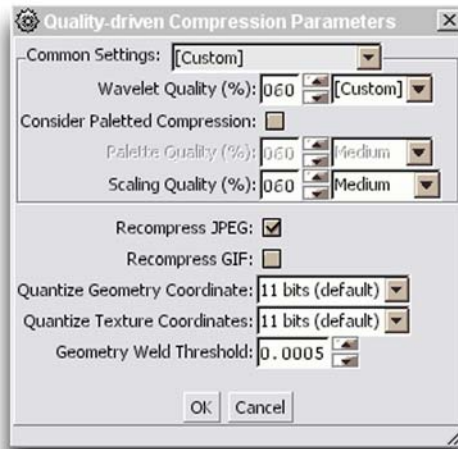 Quality-driven Compression Parameters
Common Settings: [Custom]
Wavelet Quality (%): 060 [Custom]
Consider Paletted Compression:
Palette Quality (%): 060 Medium
Scaling Quality (%): 060 Medium
Recompress JPEG:
Recompress GIF:
Quantize Geometry Coordinate: 11 bits (default)
Quantize Texture Coordinates: 11 bits (default)
Geometry Weld Threshold: 0.0005
OK Cancel